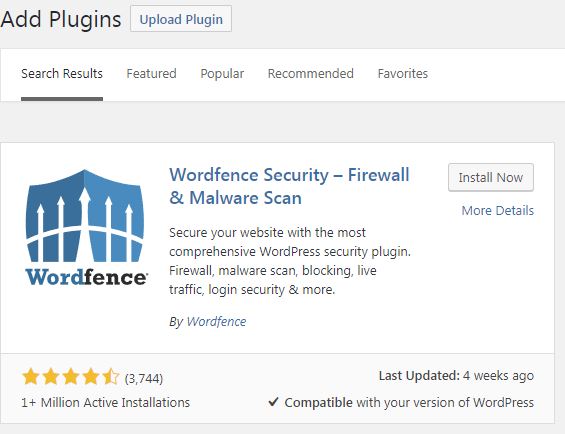 Add Plugins Upload Plugin
Search Results Featured Popular Recommended Favorites
Wordfence Security – Firewall
& Malware Scan
Install Now
More Details
Secure your website with the most
comprehensive WordPress security plugin.
Firewall, malware scan, blocking, live
traffic, login security & more.
By Wordfence
Wordfence
(3,744)
1+ Million Active Installations
Last Updated: 4 weeks ago
Compatible with your version of WordPress